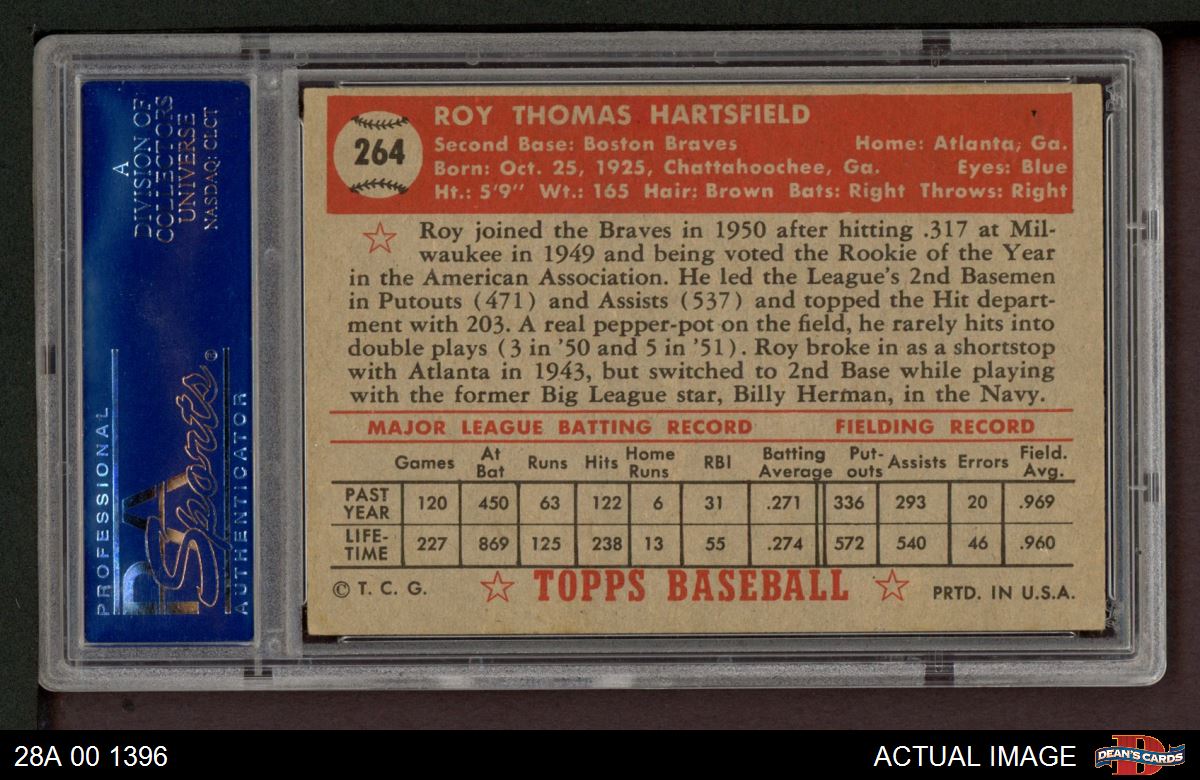 A
DIVISION OF
COLLECTORS
UNIVERSE
NASDAQ: CLCT
PROFESSIONAL
PSA
Sports®
AUTHENTICATOR
264
ROY THOMAS HARTSFIELD
Second Base: Boston Braves Home: Atlanta, Ga.
Born: Oct. 25, 1925, Chattahoochee, Ga. Eyes: Blue
Ht.: 5'9" Wt.: 165 Hair: Brown Bats: Right Throws: Right
Roy joined the Braves in 1950 after hitting .317 at Mil-
waukee in 1949 and being voted the Rookie of the Year
in the American Association. He led the League's 2nd Basemen
in Putouts (471) and Assists (537) and topped the Hit depart-
ment with 203. A real pepper-pot on the field, he rarely hits into
double plays (3 in '50 and 5 in '51). Roy broke in as a shortstop
with Atlanta in 1943, but switched to 2nd Base while playing
with the former Big League star, Billy Herman, in the Navy.
MAJOR LEAGUE BATTING RECORD FIELDING RECORD
Games At Bat Runs Hits Home Runs RBI Batting Average Put-outs Assists Errors Field. Avg.
PAST YEAR 120 450 63 122 6 31 .271 336 293 20 .969
LIFE-TIME 227 869 125 238 13 55 .274 572 540 46 .960
© T. C. G. TOPPS BASEBALL PRTD. IN U.S.A.
28A 00 1396 ACTUAL IMAGE
D
DEAN'S CARDS